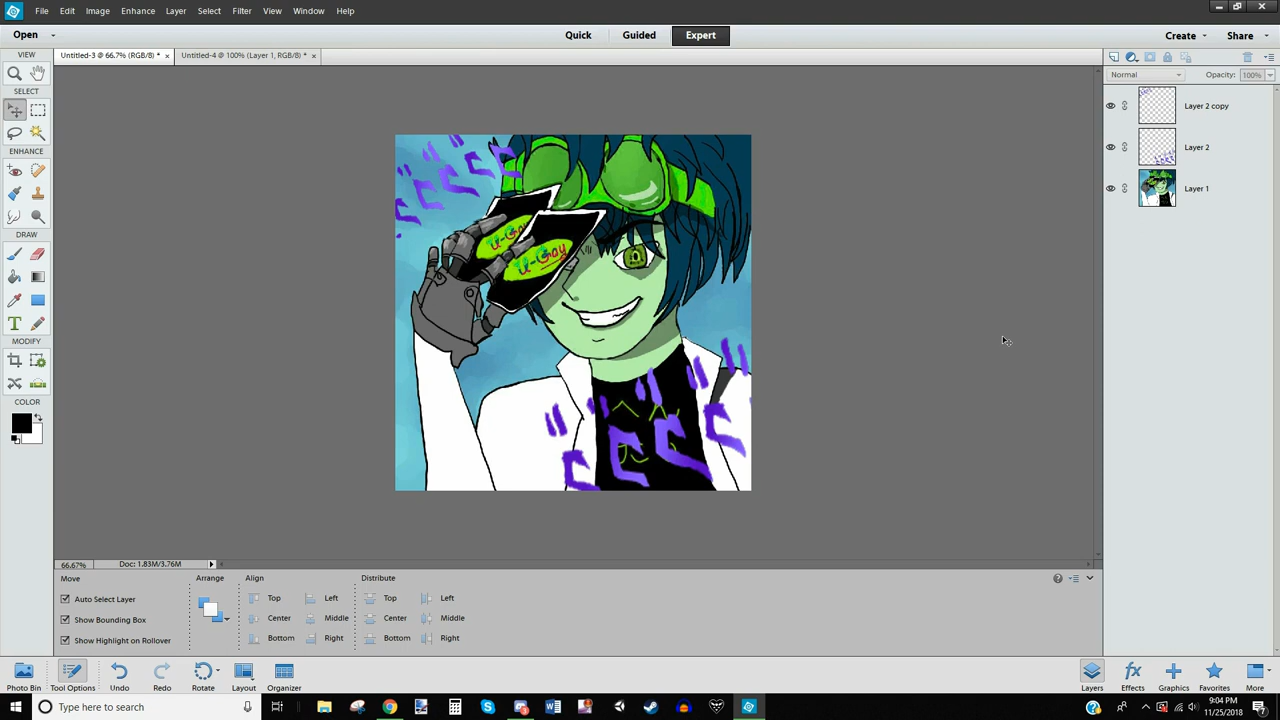 File Edit Image Enhance Layer Select Filter View Window Help
Open Quick Guided Expert Create Share
VIEW Untitled-3 @ 66.7% (RGB/8) * × Untitled-4 @ 100% (Layer 1, RGB/8) * ×
Normal Opacity: 100%
SELECT
Layer 2 copy
ENHANCE
Layer 2
Layer 1
DRAW
U-Gay
U-Gay
MODIFY
COLOR
66.67% Doc: 1.83M/3.76M
Move Arrange Align Distribute
Auto Select Layer Top Left Top Left
Show Bounding Box Center Middle Center Middle
Show Highlight on Rollover Bottom Right Bottom Right
Photo Bin Tool Options Undo Redo Rotate Layout Organizer Layers Effects Graphics Favorites More
Type here to search
9:04 PM
11/25/2018